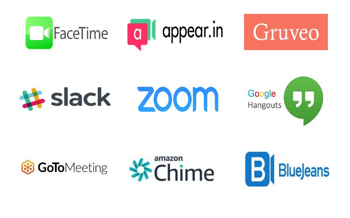 FaceTime
a appear.in
Gruveo
slack
zoom
Google
Hangouts
GoToMeeting
amazon
Chime
B BlueJeans